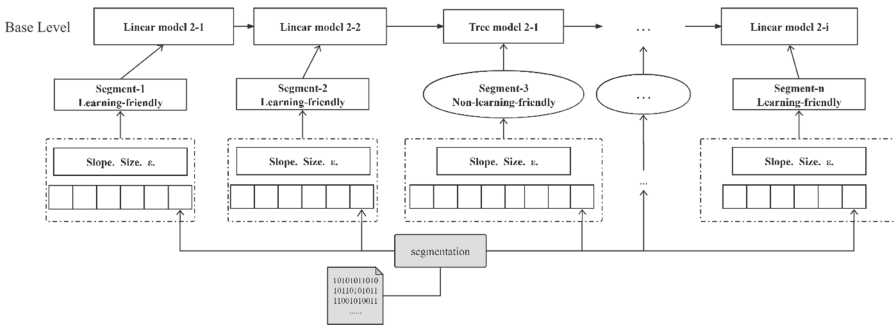 Base Level
Linear model 2-1
Linear model 2-2
Tree model 2-1
...
Linear model 2-i
Segment-1
Learning-friendly
Segment-2
Learning-friendly
Segment-3
Non-learning-friendly
...
Segment-n
Learning-friendly
Slope. Size. ε.
Slope. Size. ε.
Slope. Size. ε.
...
Slope. Size. ε.
segmentation
10101011010
10110101011
11001010011
......